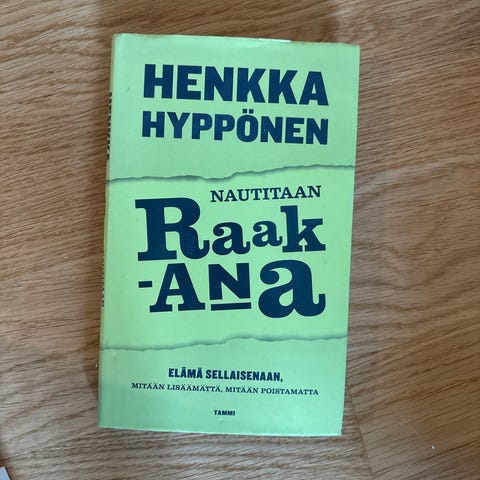 HENKKA
HYPPÖNEN
NAUTITAAN
Raak
-Ana
ELÄMÄ SELLAISENAAN,
MITÄÄN LISÄÄMÄTTÄ, MITÄÄN POISTAMATTA
TAMMI